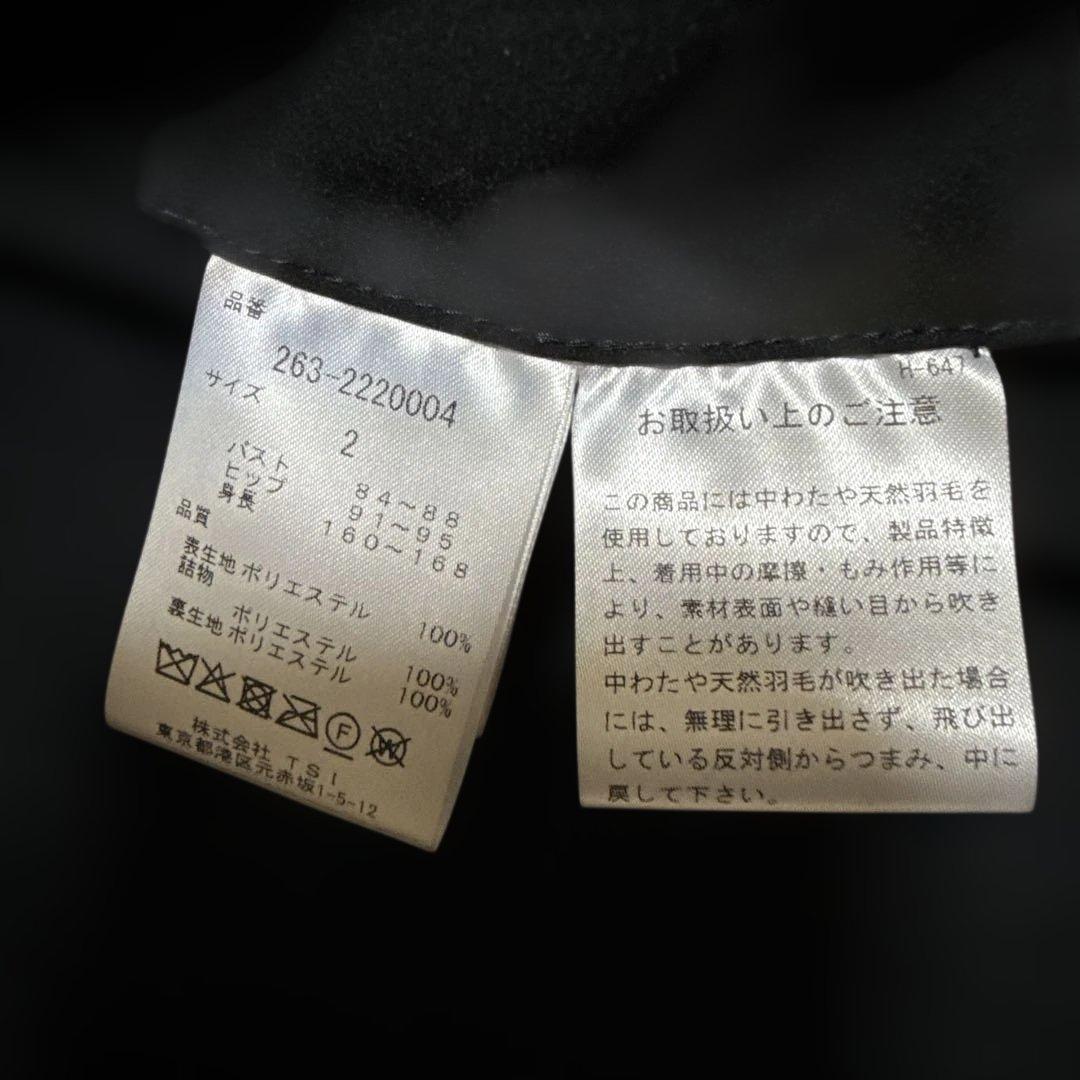 品番
263-2220004
サイズ
2
バスト 84～88
ヒップ 91～95
身長 160～168
品質
表生地 ポリエステル 100%
詰物 ポリエステル 100%
裏生地 ポリエステル 100%
F
W
株式会社 TSI
東京都港区元赤坂1-5-12
H-647
お取扱い上のご注意
この商品には中わたや天然羽毛を
使用しておりますので、製品特徴
上、着用中の摩擦・もみ作用等に
より、素材表面や縫い目から吹き
出すことがあります。
中わたや天然羽毛が吹き出た場合
には、無理に引き出さず、飛び出
している反対側からつまみ、中に
戻して下さい。